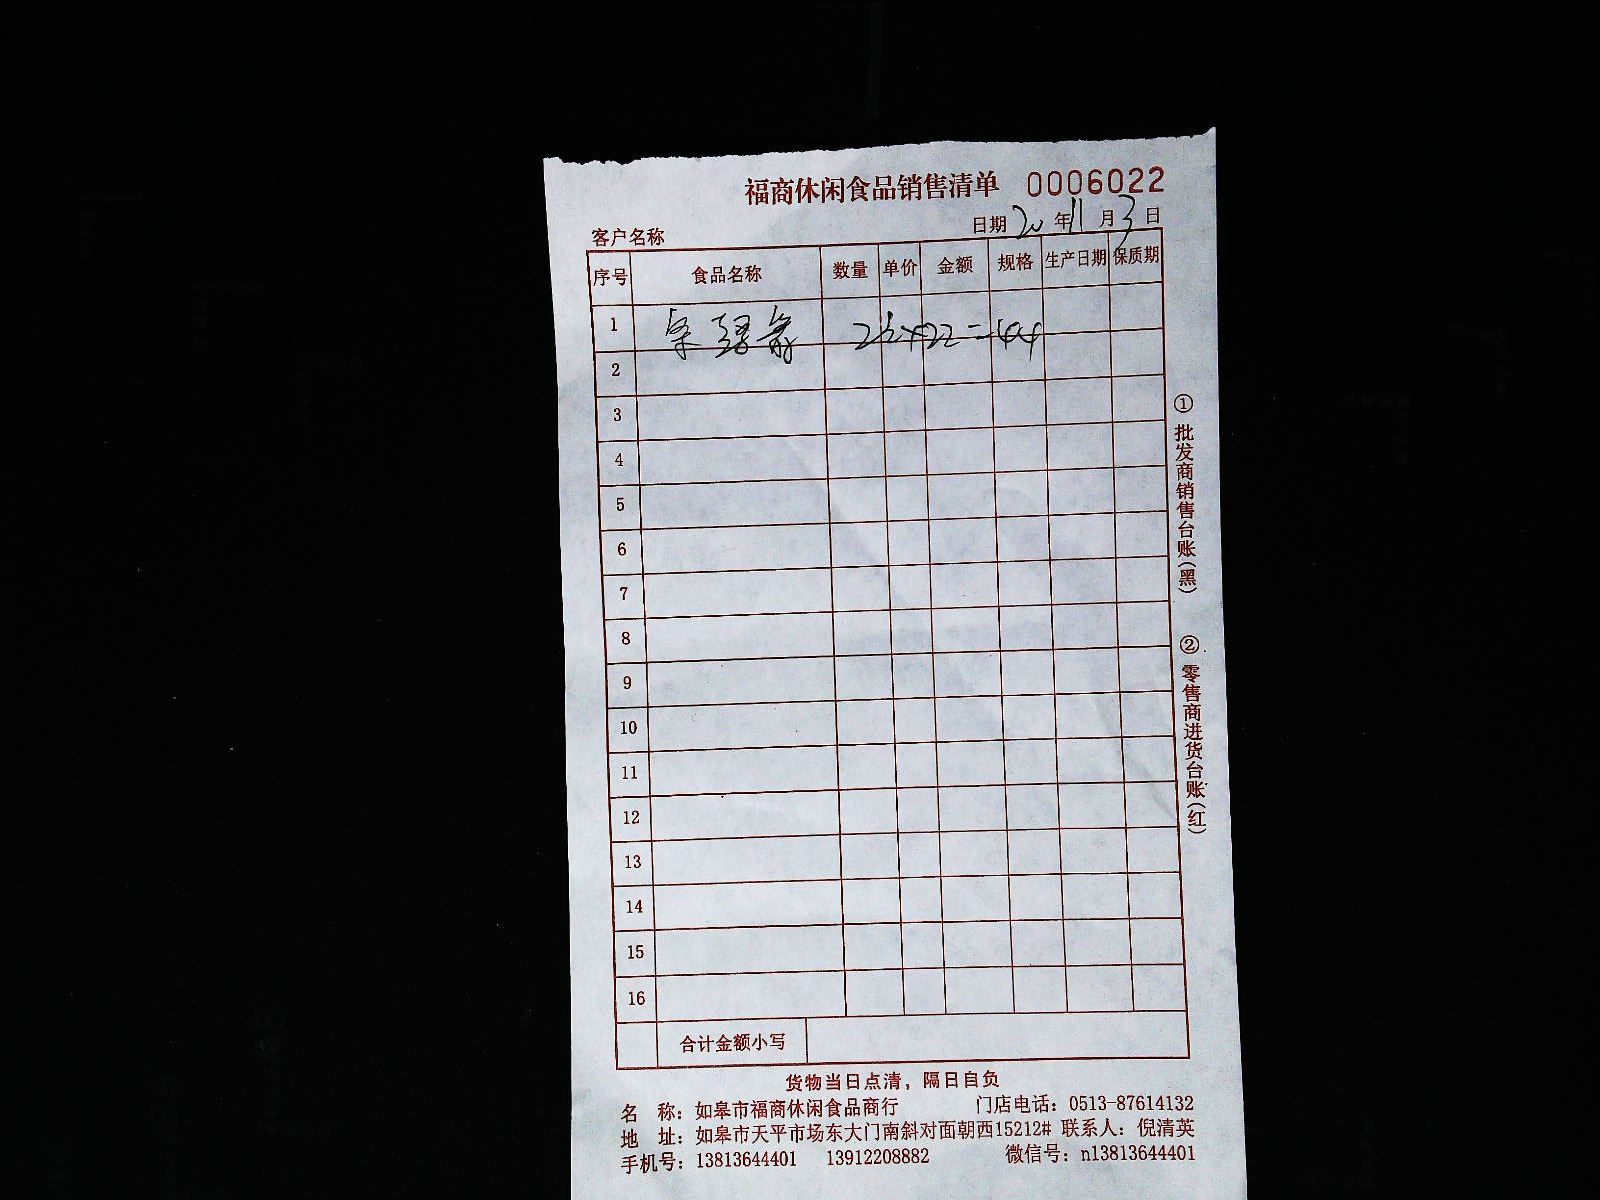 福商休闲食品销售清单 0006022
客户名称 日期 20 年 11 月 3 日
序号 食品名称 数量 单价 金额 规格 生产日期 保质期
1 22=44
2
3
4
5
6
7
8
9
10
11
12
13
14
15
16
合计金额小写
①批发商销售台账(黑)
②零售商进货台账(红)
货物当日点清，隔日自负
名 称：如皋市福商休闲食品商行 门店电话：0513-87614132
地 址：如皋市天平市场东大门南斜对面朝西15212# 联系人：倪清英
手机号：13813644401 13912208882 微信号：n13813644401